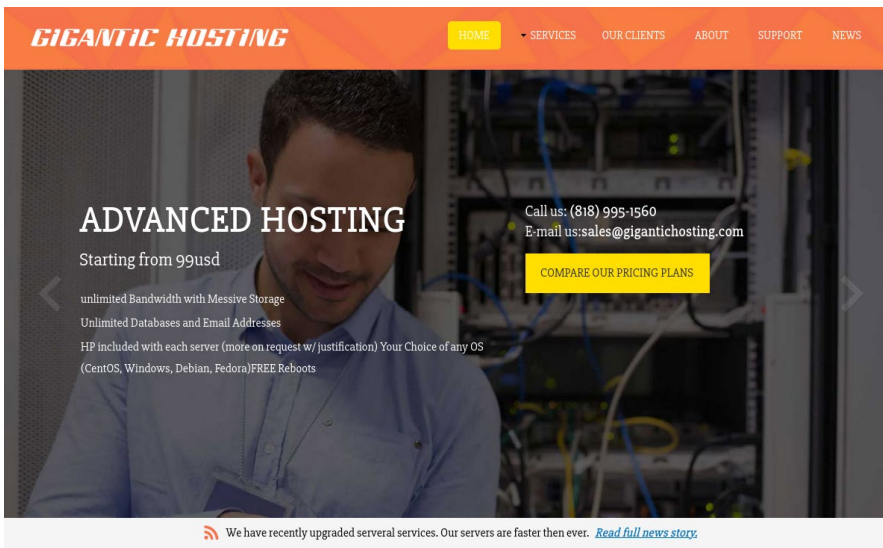 GIGANTIC HOSTING
HOME
SERVICES
OUR CLIENTS
ABOUT
SUPPORT
NEWS
ADVANCED HOSTING
Starting from 99usd
unlimited Bandwidth with Messive Storage
Unlimited Databases and Email Addresses
HP included with each server (more on request w/ justification) Your Choice of any OS
(CentOS, Windows, Debian, Fedora)FREE Reboots
Call us: (818) 995-1560
E-mail us:sales@gigantichosting.com
COMPARE OUR PRICING PLANS
We have recently upgraded serveral services. Our servers are faster then ever. Read full news story.